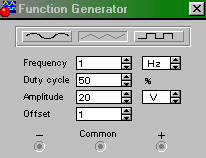 Function Generator
Frequency 1 Hz
Duty cycle 50 %
Amplitude 20 V
Offset 1
− Common +